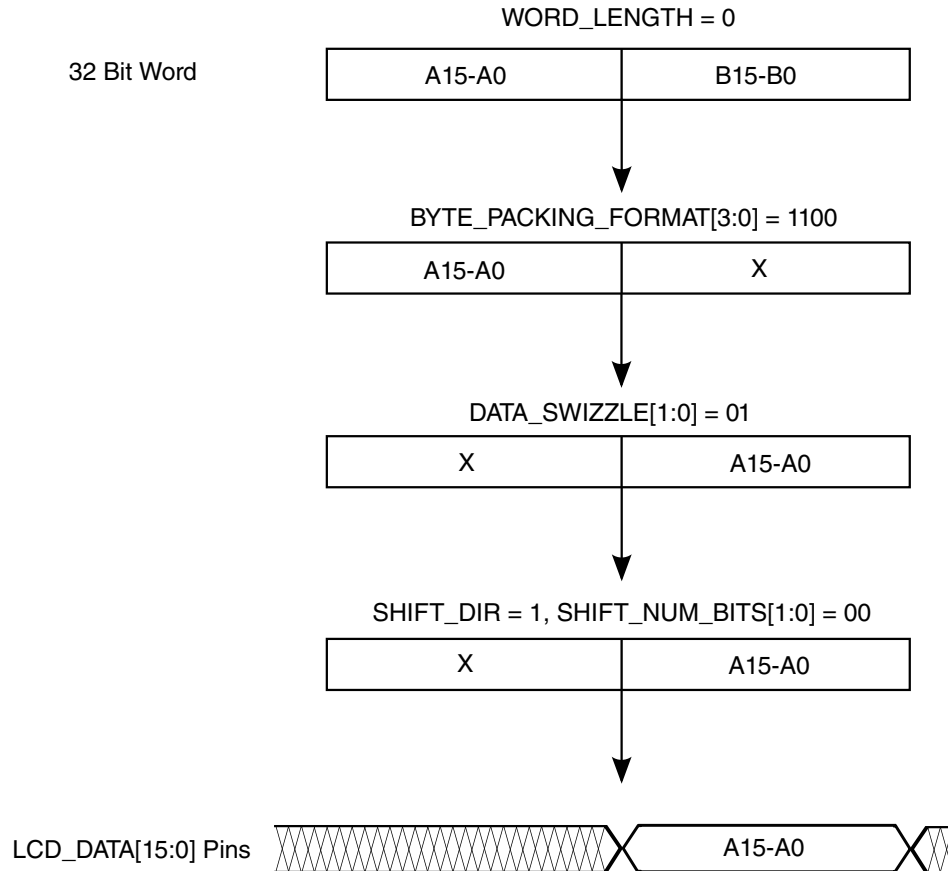 WORD_LENGTH = 0
32 Bit Word
A15-A0
B15-B0
BYTE_PACKING_FORMAT[3:0] = 1100
A15-A0
X
DATA_SWIZZLE[1:0] = 01
X
A15-A0
SHIFT_DIR = 1, SHIFT_NUM_BITS[1:0] = 00
X
A15-A0
LCD_DATA[15:0] Pins
A15-A0